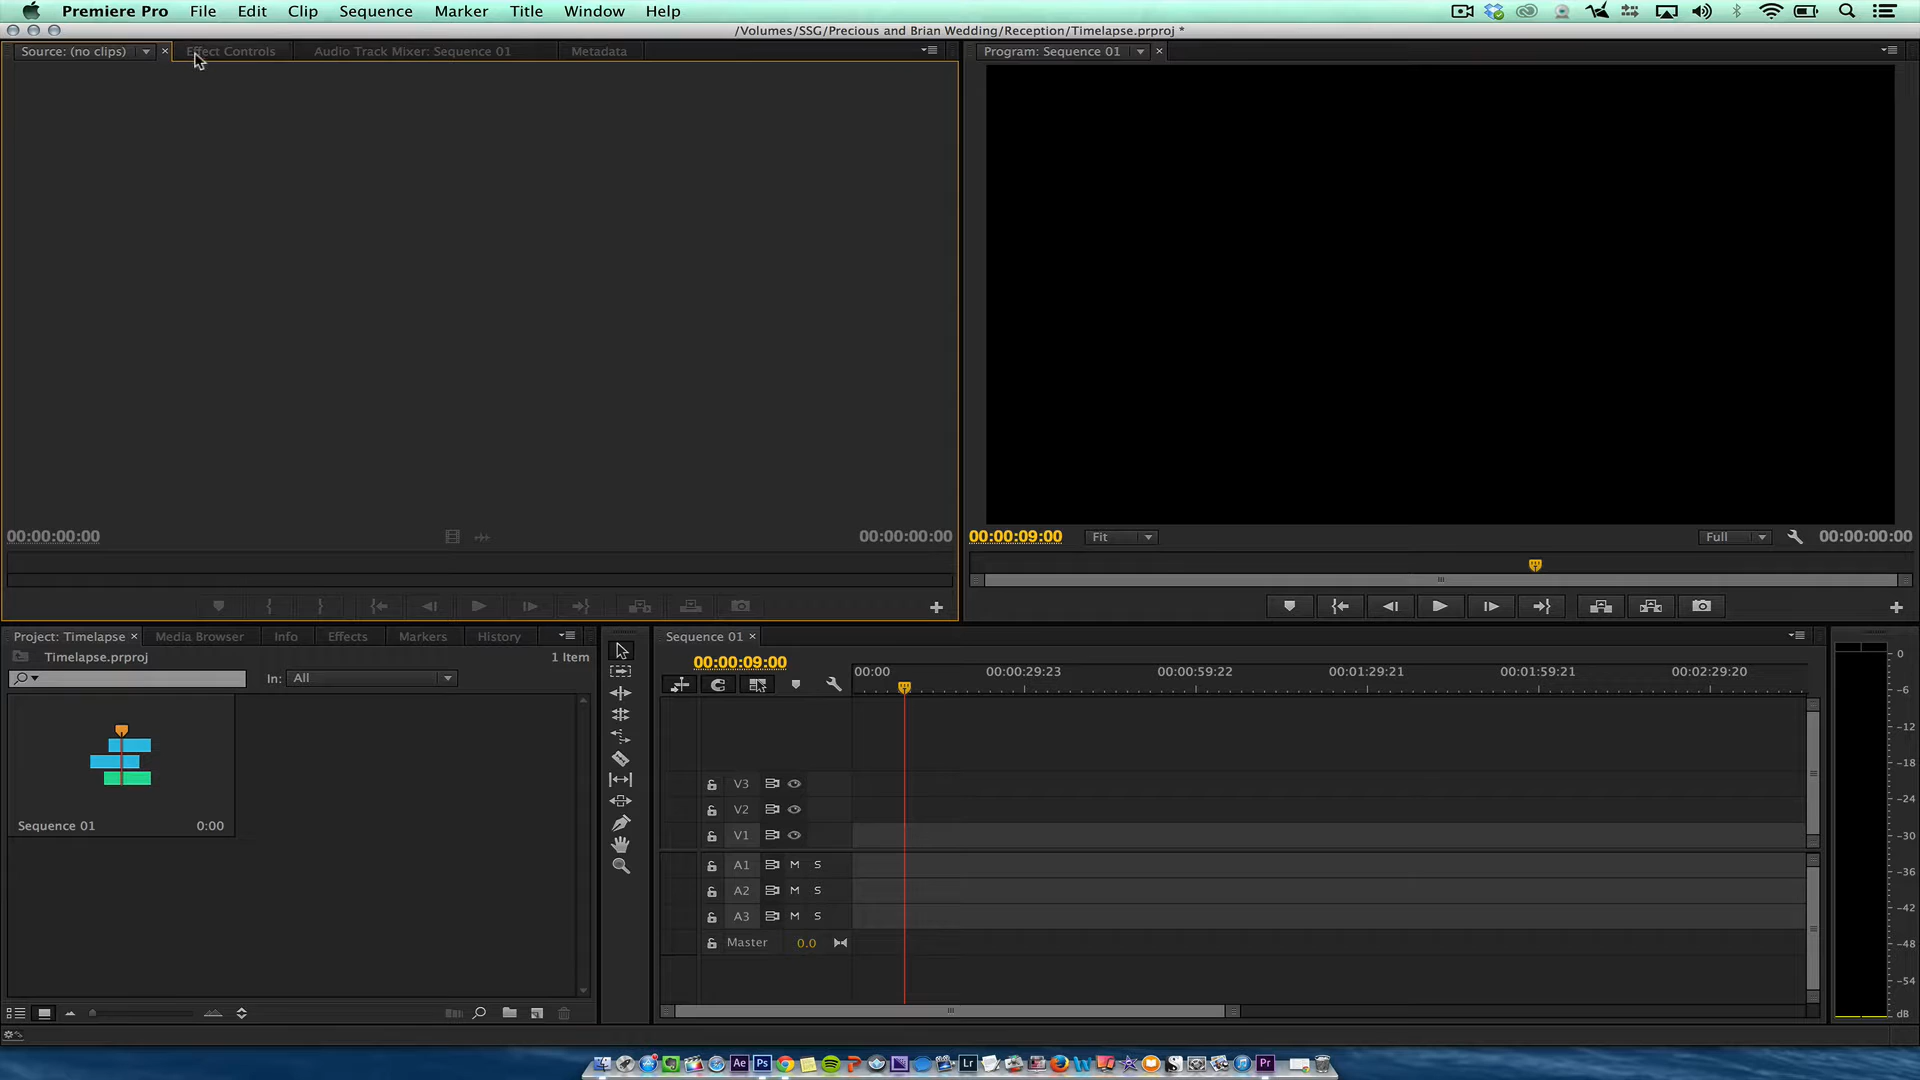 Premiere Pro File Edit Clip Sequence Marker Title Window Help
/Volumes/SSG/Precious and Brian Wedding/Reception/Timelapse.prproj *
Source: (no clips) Effect Controls Audio Track Mixer: Sequence 01 Metadata
Program: Sequence 01
00:00:00:00 00:00:00:00
00:00:09:00 Fit Full 00:00:00:00
Project: Timelapse Media Browser Info Effects Markers History
Timelapse.prproj 1 Item
In: All
Sequence 01 0:00
Sequence 01
00:00:09:00
00:00 00:00:29:23 00:00:59:22 00:01:29:21 00:01:59:21 00:02:29:20
V3
V2
V1
A1 M S
A2 M S
A3 M S
Master 0.0
0
-6
-12
-18
-24
-30
-36
-42
-48
-54
dB
Ae Ps Lr Pr